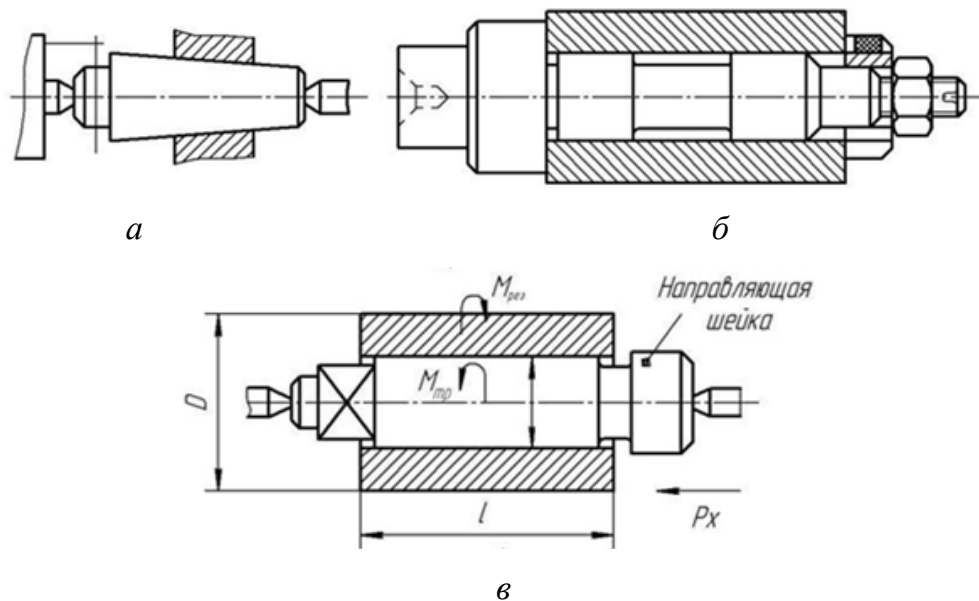 а
б
Mрез
Направляющая
шейка
Mтр
D
l
Px
в